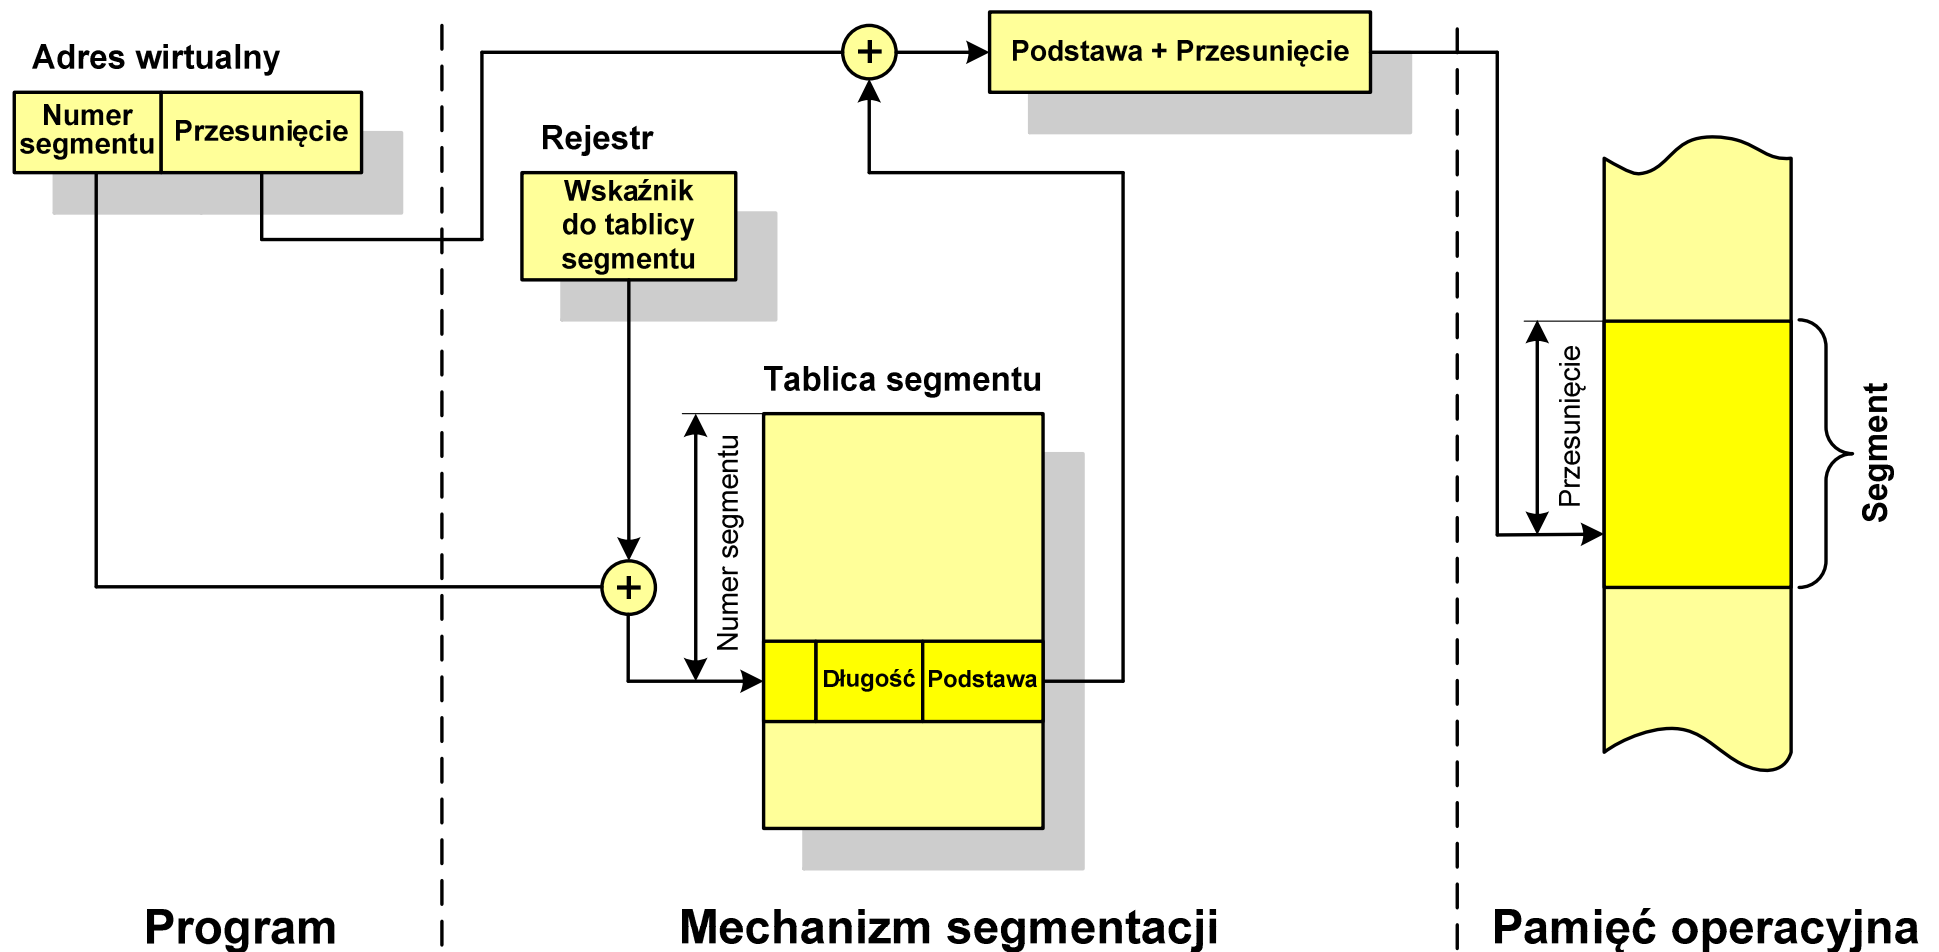 Adres wirtualny
Numer
segmentu
Przesunięcie
Rejestr
Wskaźnik
do tablicy
segmentu
+
Podstawa + Przesunięcie
Tablica segmentu
Numer segmentu
+
Długość
Podstawa
Przesunięcie
Segment
Program
Mechanizm segmentacji
Pamięć operacyjna